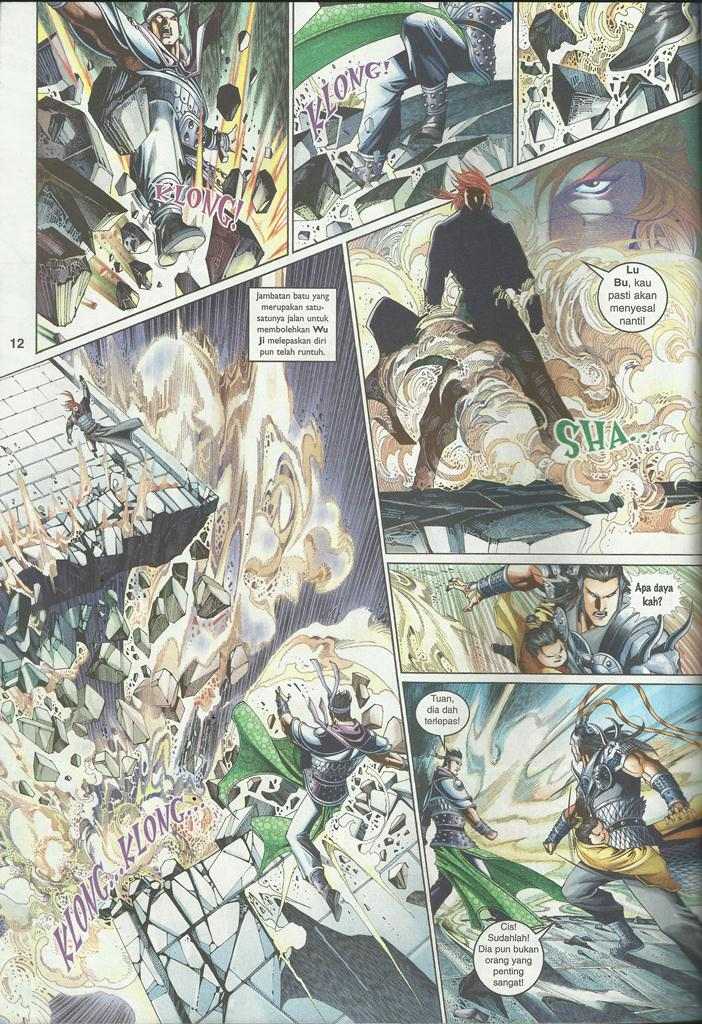 KLONG!
KLONG!
Lu
Bu, kau
pasti akan
menyesal
nanti!
Jambatan batu yang
merupakan satu-
satunya jalan untuk
membolehkan Wu
Ji melepaskan diri
pun telah runtuh.
12
SHA...
Apa daya
kah?
Tuan,
dia dah
terlepas!
KLONG...KLONG...
Cis!
Sudahlah!
Dia pun bukan
orang yang
penting
sangat!